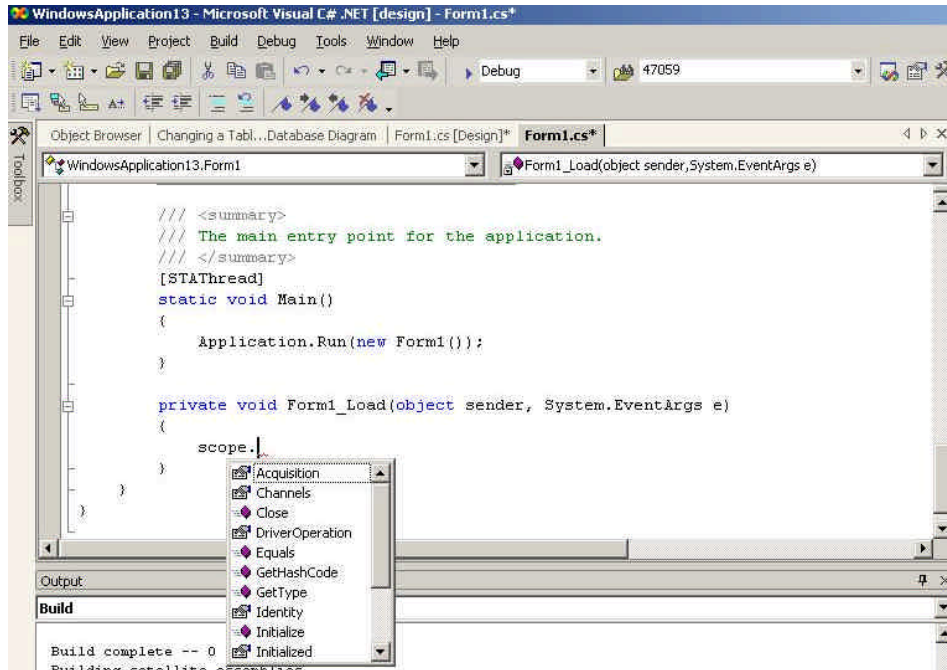 WindowsApplication13 - Microsoft Visual C# .NET [design] - Form1.cs*
File Edit View Project Build Debug Tools Window Help
Debug 47059
Object Browser Changing a Tabl...Database Diagram Form1.cs [Design]* Form1.cs*
Toolbox
WindowsApplication13.Form1 Form1_Load(object sender,System.EventArgs e)
/// <summary>
/// The main entry point for the application.
/// </summary>
[STAThread]
static void Main()
{
Application.Run(new Form1());
}
private void Form1_Load(object sender, System.EventArgs e)
{
scope.
}
}
}
Acquisition
Channels
Close
DriverOperation
Equals
GetHashCode
GetType
Identity
Initialize
Initialized
Output
Build
Build complete -- 0
Building satellite assemblies